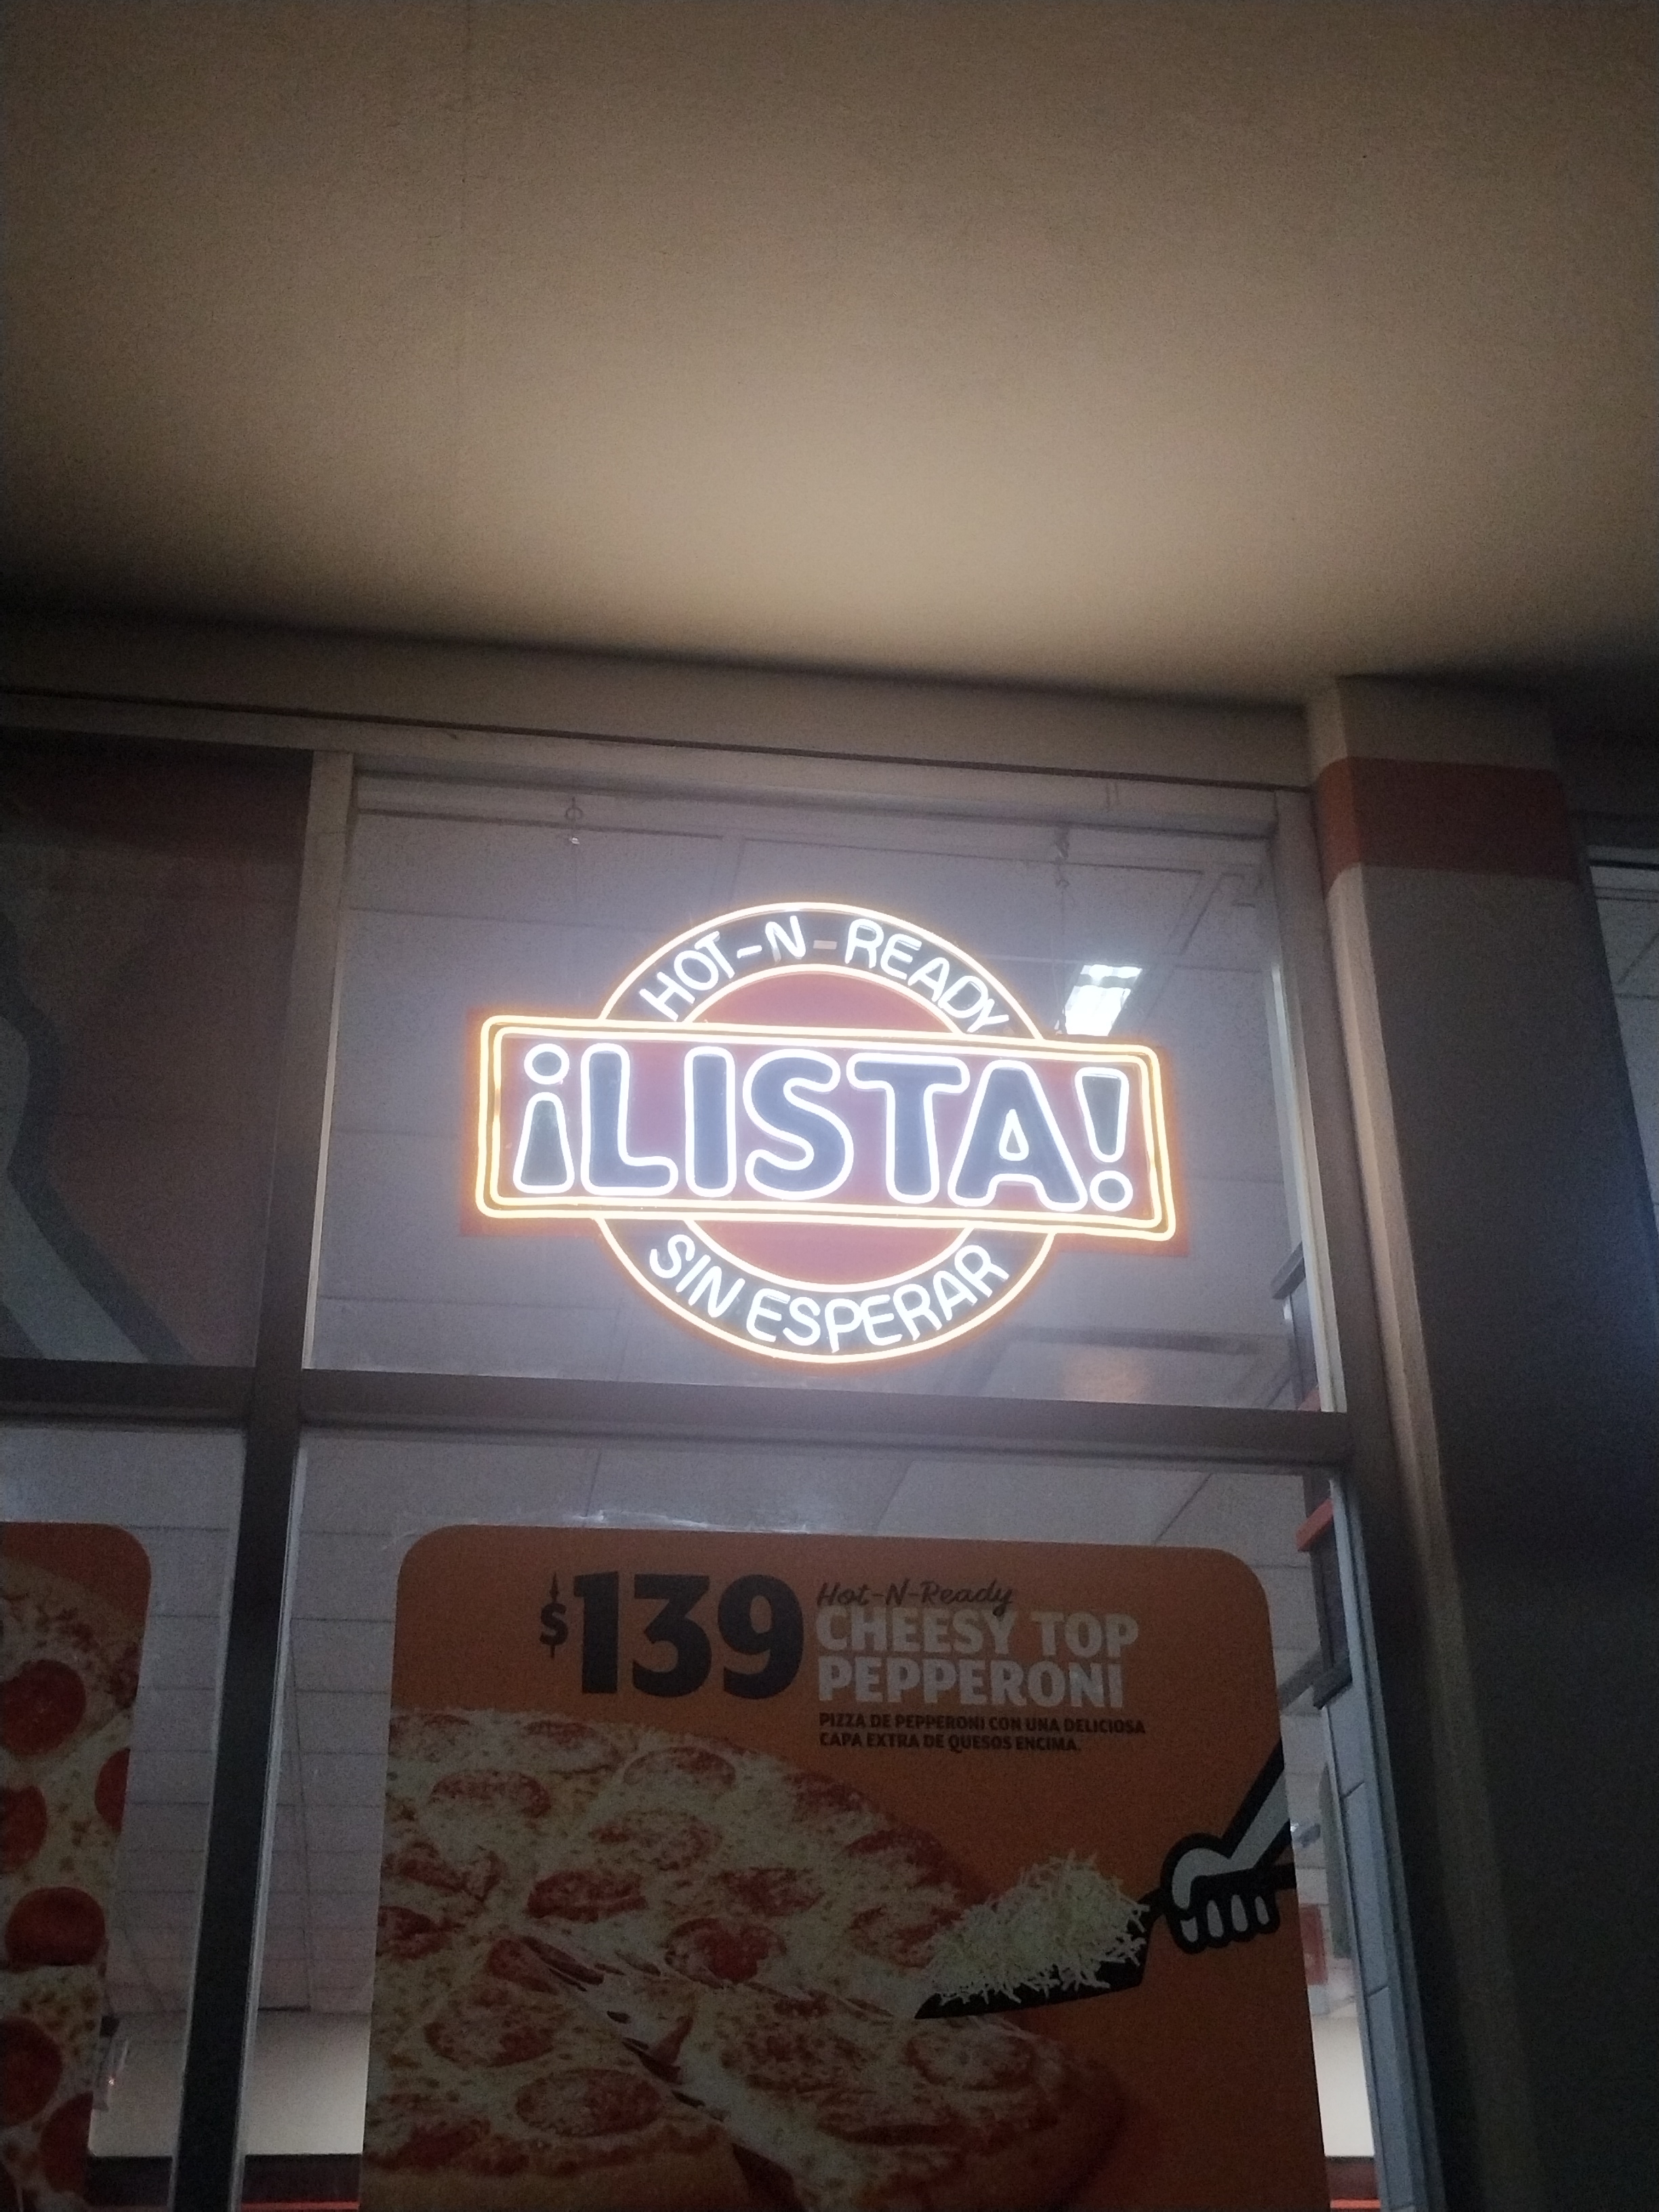 HOT-N-READY
¡LISTA!
SIN ESPERAR
$139
Hot-N-Ready
CHEESY TOP
PEPPERONI
PIZZA DE PEPPERONI CON UNA DELICIOSA
CAPA EXTRA DE QUESOS ENCIMA.